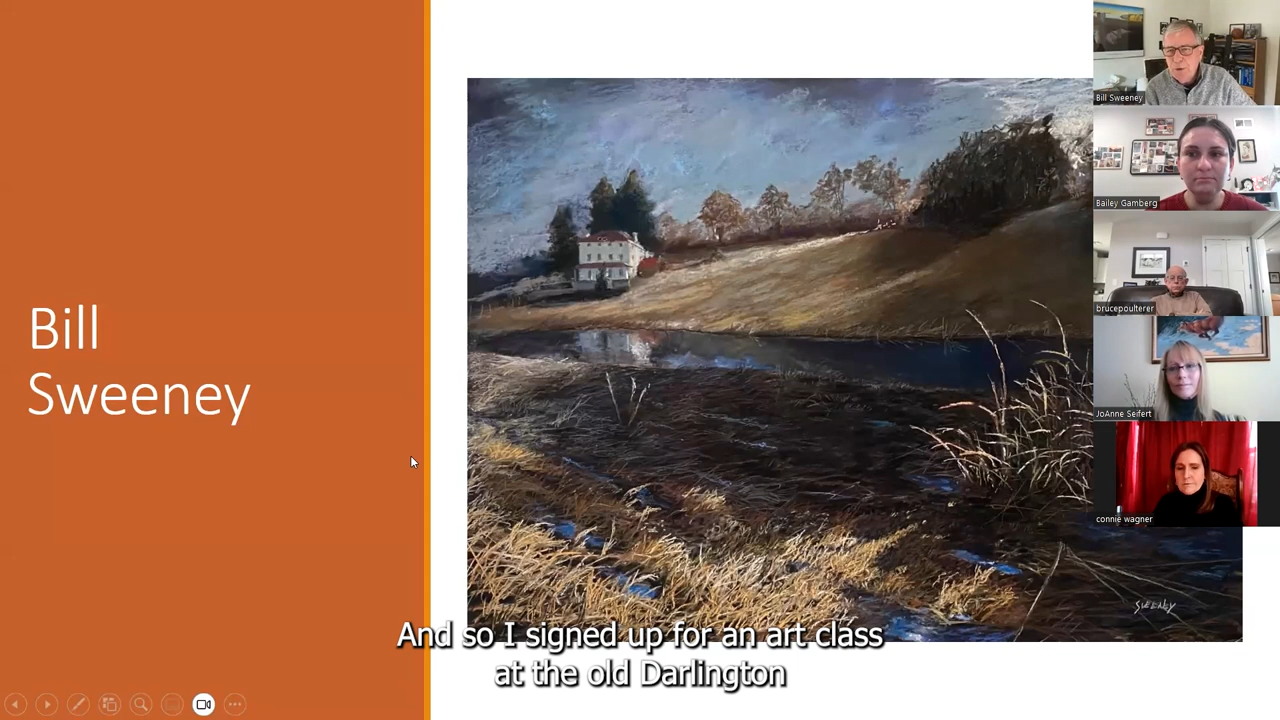 Bill
Sweeney
Bill Sweeney
Bailey Gamberg
brucepoulterer
JoAnne Seifert
connie wagner
SWEENEY
And so I signed up for an art class
at the old Darlington